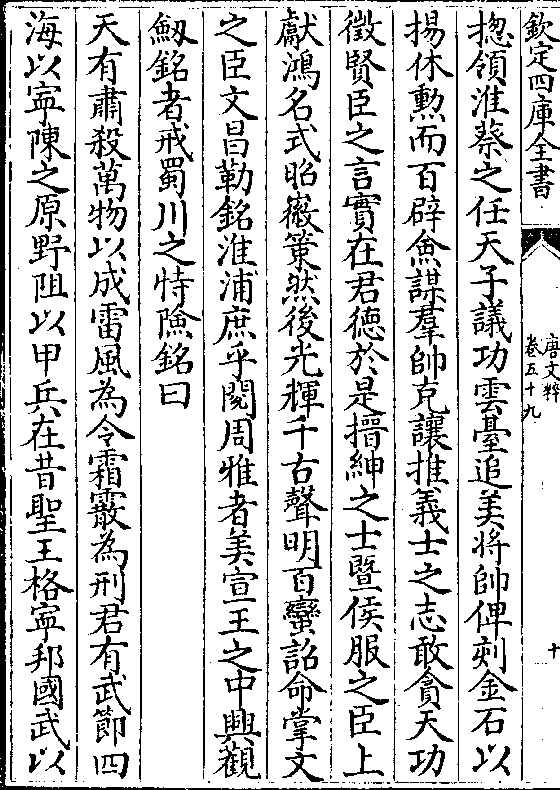 欽定四庫全書
唐文粹
卷五十九
十
揔領淮蔡之任天子議功雲臺追美將帥俾刻金石以
揚休勲而百辟僉謀羣帥克讓推義士之志敢貪天功
徵賢臣之言實在君徳於是搢紳之士暨侯服之臣上
獻鴻名式昭徽䇿然後光輝千古聲明百蠻詔命掌文
之臣文昌勒銘淮浦庶乎閲周雅者美宣王之中興觀
劒銘者戒蜀川之恃險銘曰
天有肅殺萬物以成雷風為令霜霰為刑君有武節四
海以寧陳之原野阻以甲兵在昔聖王格寧邦國武以